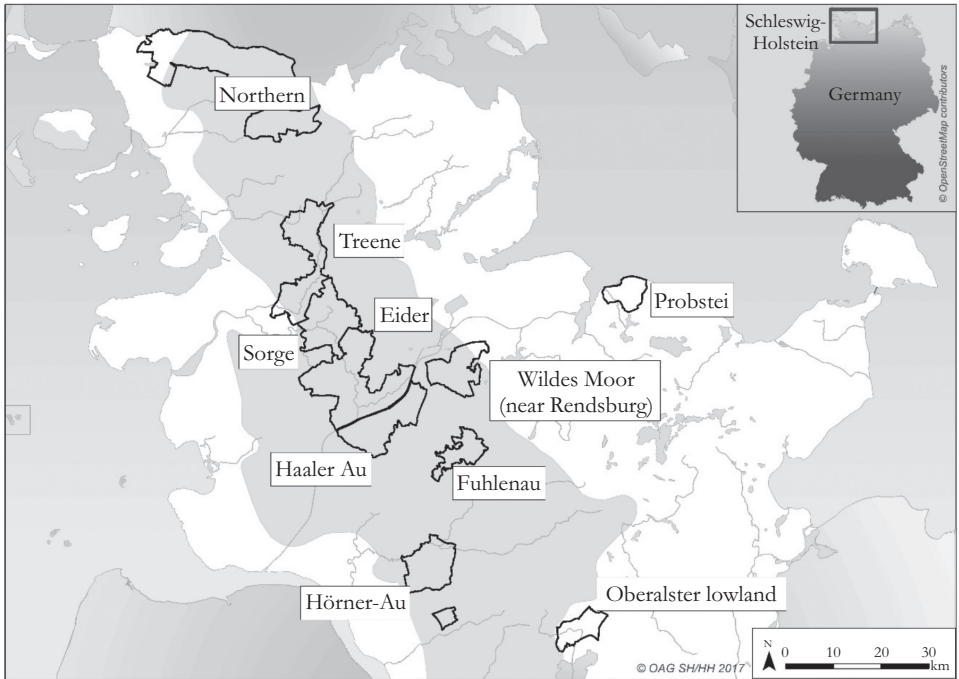 Schleswig-
Holstein
Germany
© OpenStreetMap contributors
Northern
Treene
Probstei
Eider
Sorge
Wildes Moor
(near Rendsburg)
Haaler Au
Fuhlenau
Hörner-Au
Oberalster lowland
© OAG SH/HH 2017
N
0 10 20 30
km